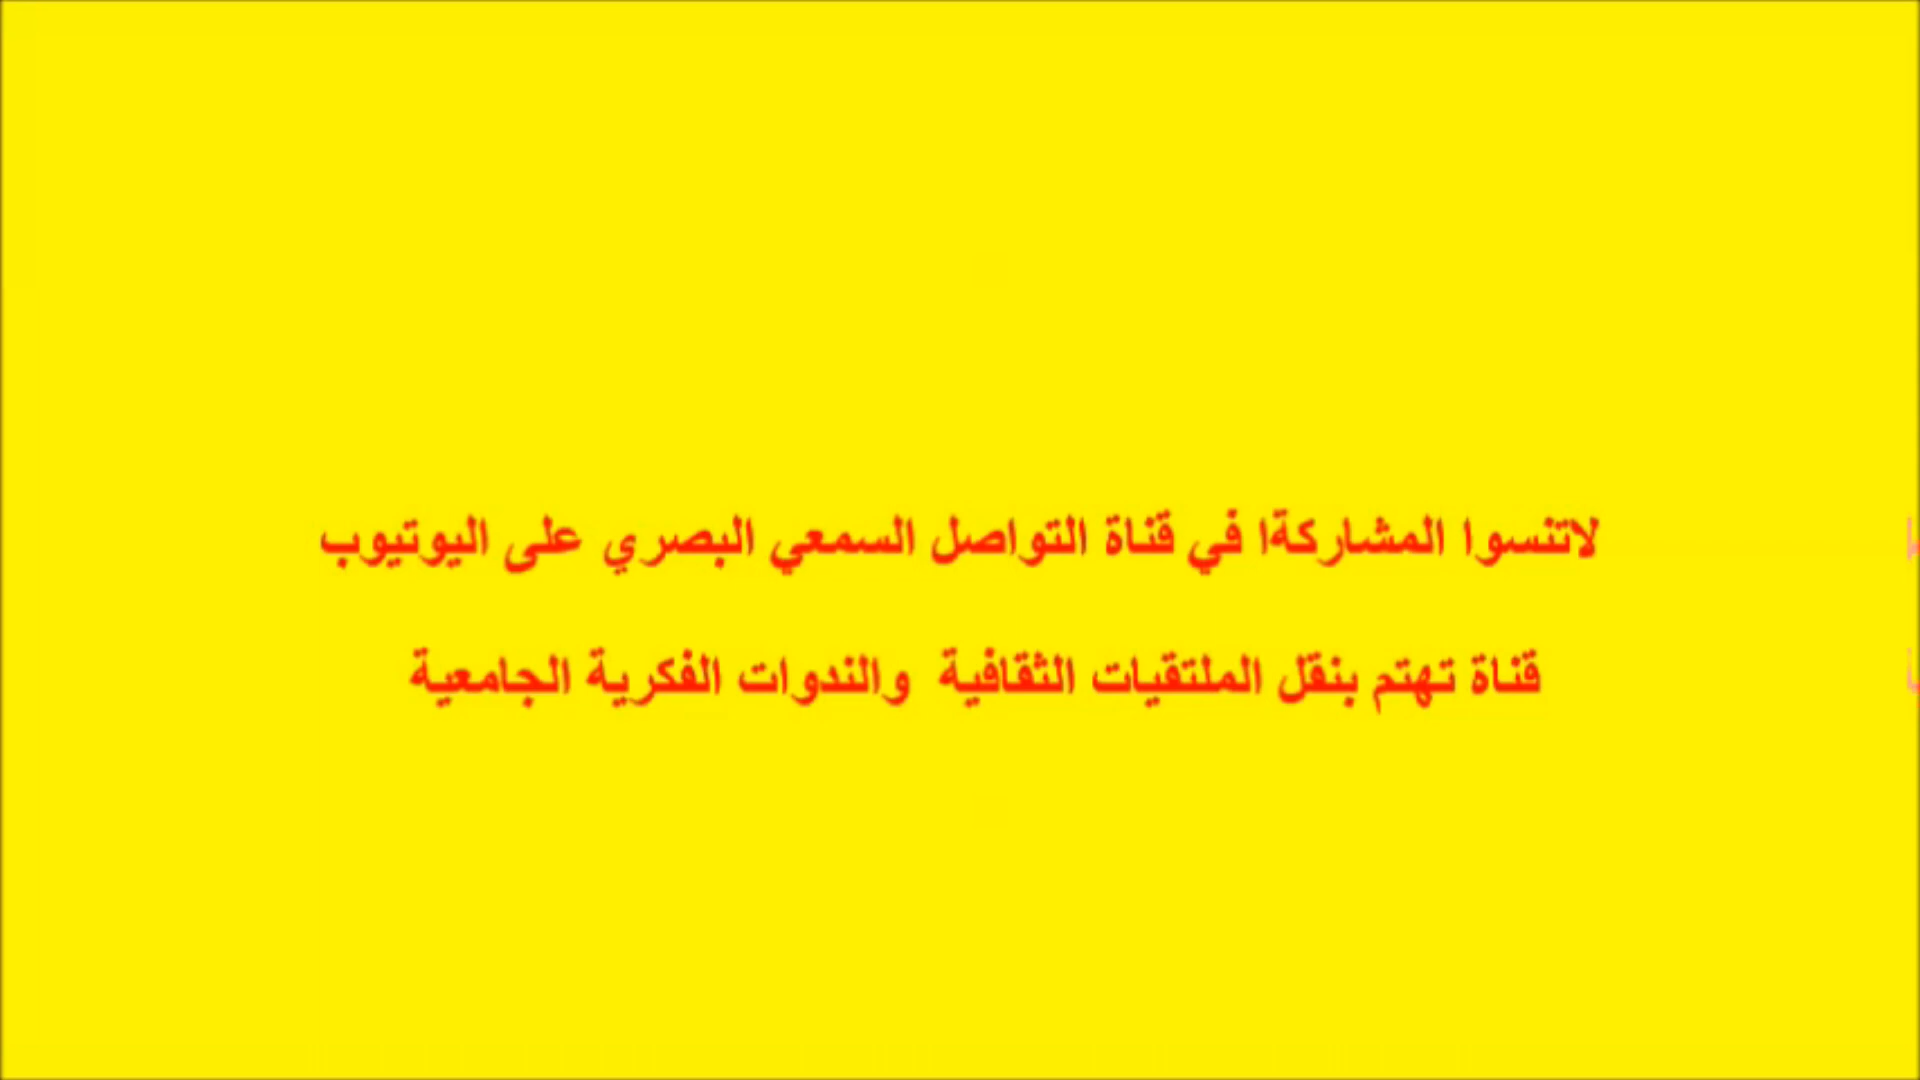 لاتنسوا المشاركةا في قناة التواصل السمعي البصري على اليوتيوب
قناة تهتم بنقل الملتقيات الثقافية والندوات الفكرية الجامعية